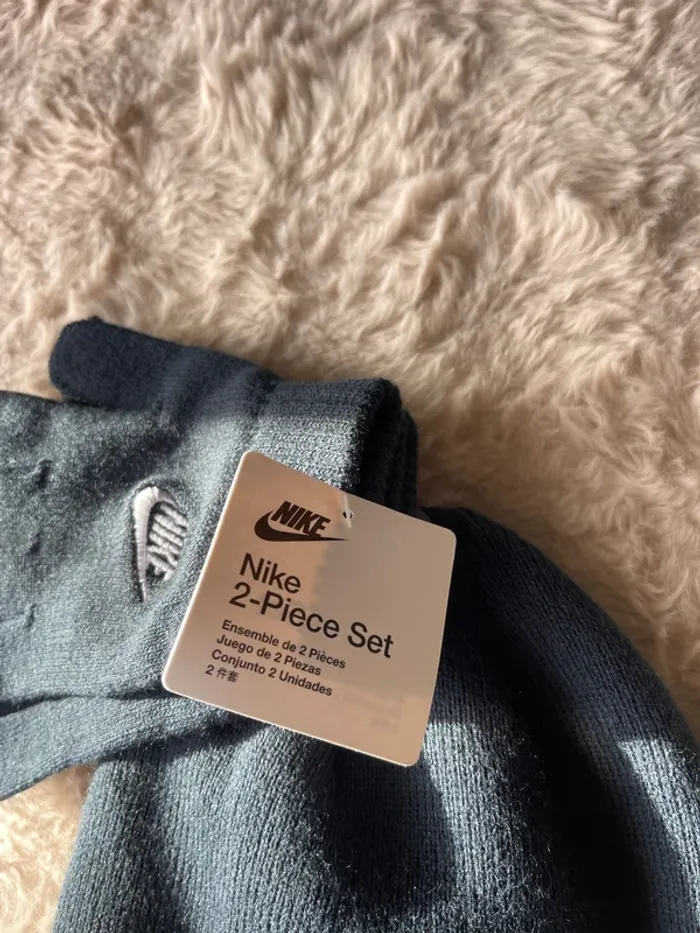 NIKE
NIKE
Nike
2-Piece Set
Ensemble de 2 Pièces
Juego de 2 Piezas
Conjunto 2 Unidades
2 件套